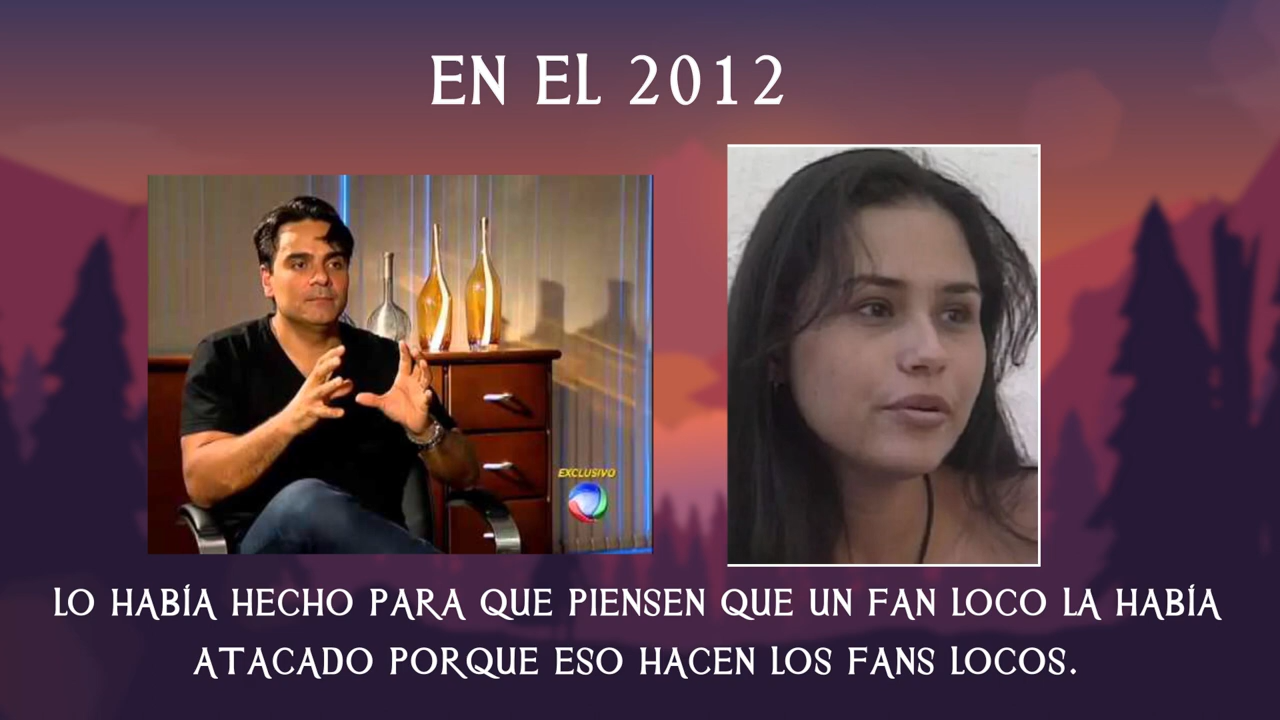 EN EL 2012
EXCLUSIVO
LO HABÍA HECHO PARA QUE PIENSEN QUE UN FAN LOCO LA HABÍA
ATACADO PORQUE ESO HACEN LOS FANS LOCOS.